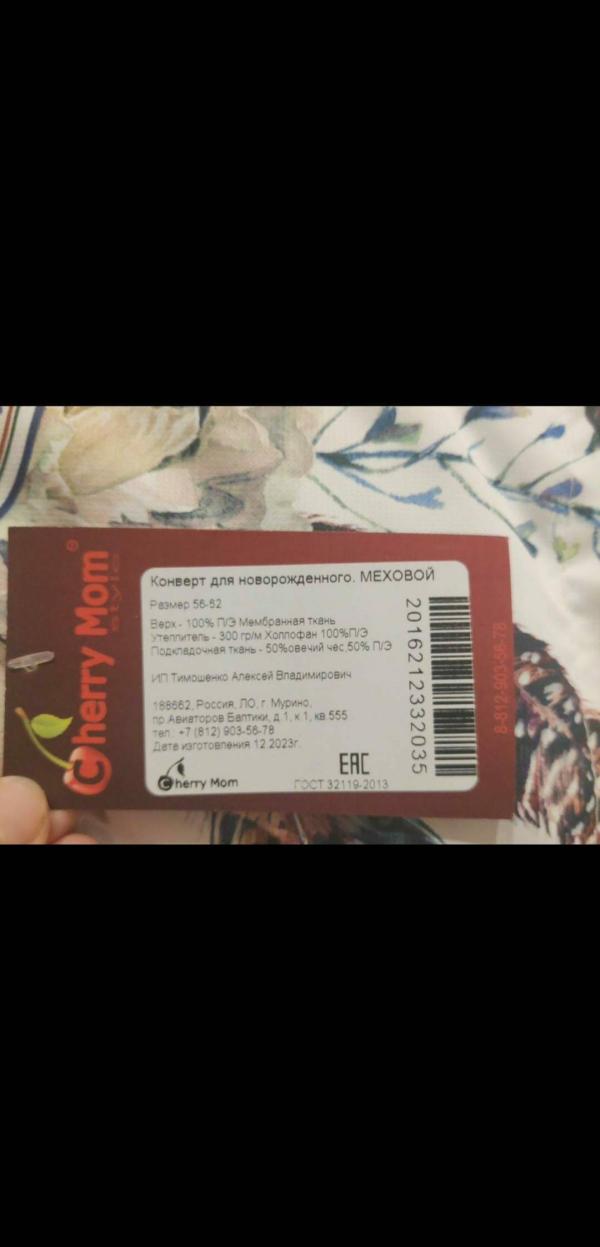 Cherry Mom®
style
Конверт для новорожденного. МЕХОВОЙ
Размер 56-62
Верх - 100% П/Э Мембранная ткань
Утеплитель - 300 гр/м Холлофан 100%П/Э
Подкладочная ткань - 50%овечий чес,50% П/Э
ИП Тимошенко Алексей Владимирович
188662, Россия, ЛО, г. Мурино,
пр.Авиаторов Балтики, д.1, к 1, кв 555
тел.: +7 (812) 903-56-78
Дата изготовления 12.2023г.
Cherry Mom
EAC
ГОСТ 32119-2013
2016212332035
8-812-903-56-78